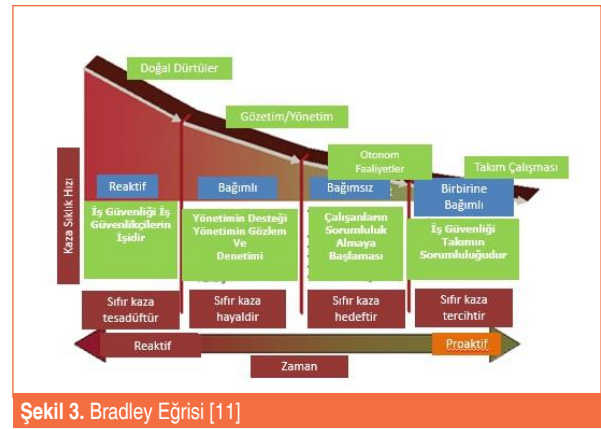 Doğal Dürtüler
Gözetim/Yönetim
Otonom
Faaliyetler
Takım Çalışması
Kaza Sıklık Hızı
Reaktif
Bağımlı
Bağımsız
Birbirine
Bağımlı
İş Güvenliği İş
Güvenlikçilerin
İşidir
Yönetimin Desteği
Yönetimin Gözlem
Ve
Denetimi
Çalışanların
Sorumluluk
Almaya
Başlaması
İş Güvenliği
Takımın
Sorumluluğudur
Sıfır kaza
tesadüftür
Sıfır kaza
hayaldir
Sıfır kaza
hedeftir
Sıfır kaza
tercihtir
Reaktif
Proaktif
Zaman
Şekil 3. Bradley Eğrisi [11]